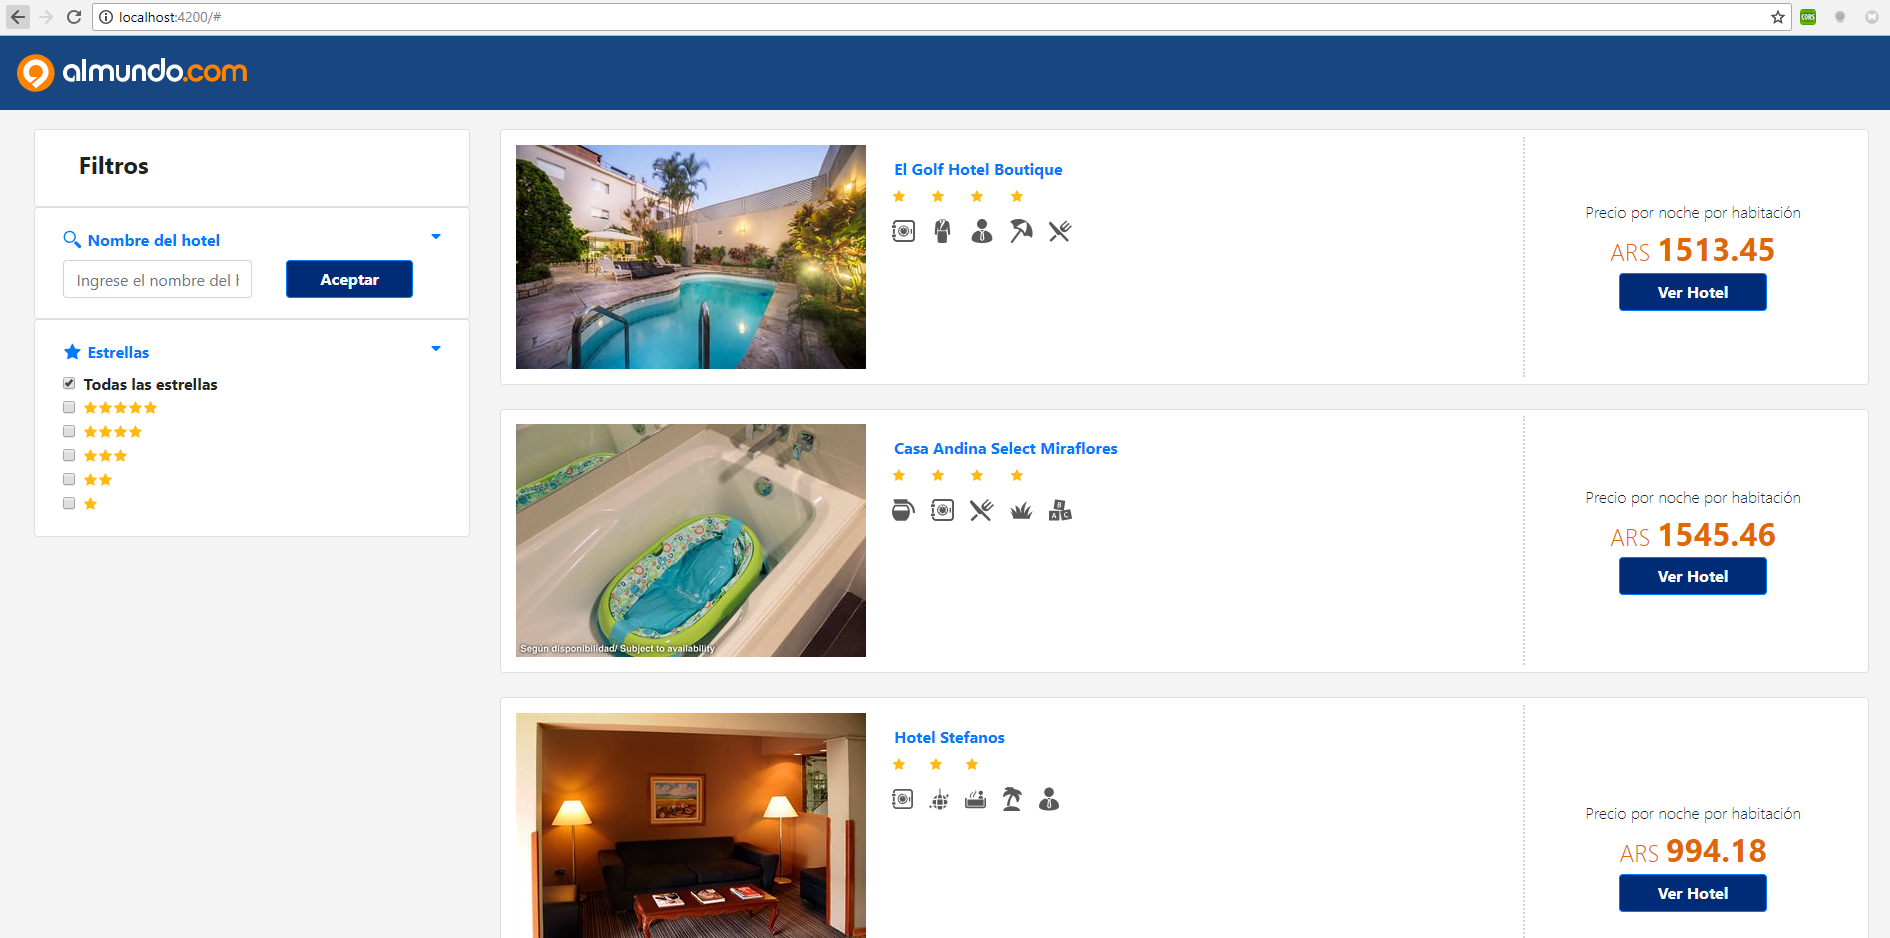 localhost:4200/#
CORS
almundo.com
Filtros
Nombre del hotel
Ingrese el nombre del h
Aceptar
Estrellas
Todas las estrellas
El Golf Hotel Boutique
Precio por noche por habitación
ARS 1513.45
Ver Hotel
Casa Andina Select Miraflores
B
A C
Según disponibilidad/ Subject to availability
Precio por noche por habitación
ARS 1545.46
Ver Hotel
Hotel Stefanos
Precio por noche por habitación
ARS 994.18
Ver Hotel